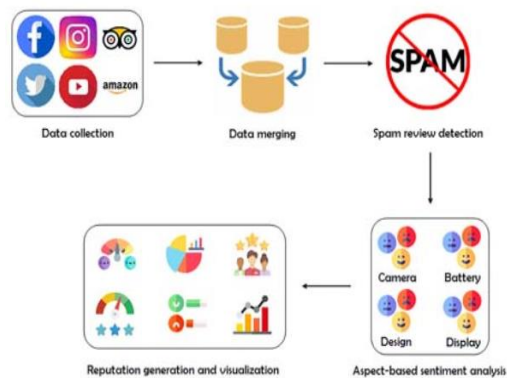 amazon
Data collection
Data merging
SPAM
Spam review detection
Camera
Battery
Design
Display
Aspect-based sentiment analysis
Reputation generation and visualization